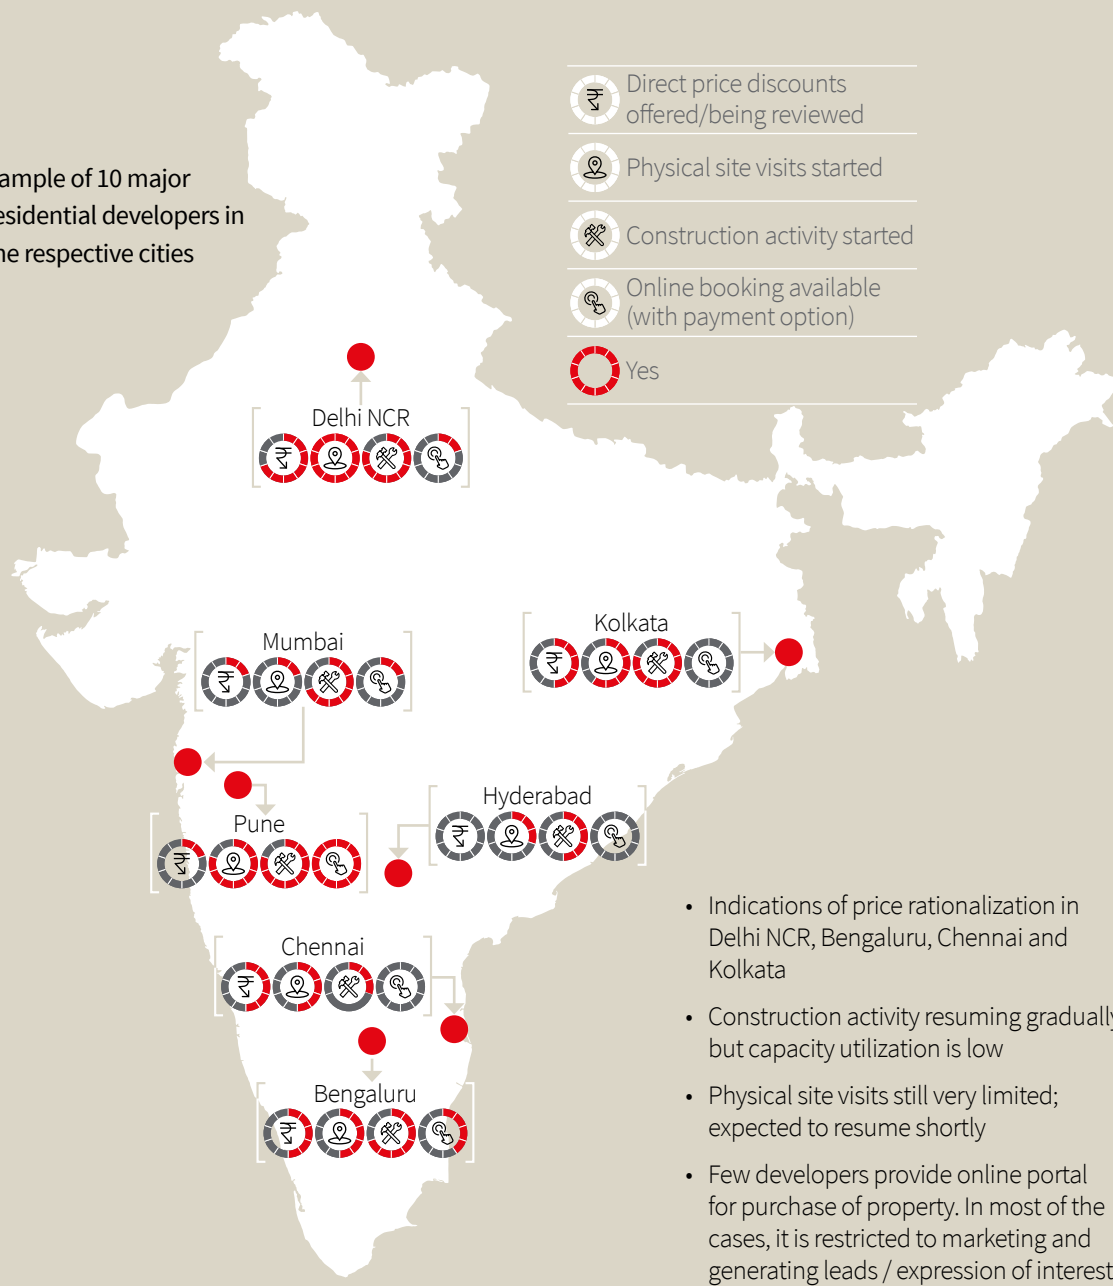 ample of 10 major
esidential developers in
he respective cities
Direct price discounts
offered/being reviewed
Physical site visits started
Construction activity started
Online booking available
(with payment option)
Yes
Delhi NCR
Mumbai
Kolkata
Pune
Hyderabad
Chennai
Bengaluru
• Indications of price rationalization in
Delhi NCR, Bengaluru, Chennai and
Kolkata
• Construction activity resuming gradually
but capacity utilization is low
• Physical site visits still very limited;
expected to resume shortly
• Few developers provide online portal
for purchase of property. In most of the
cases, it is restricted to marketing and
generating leads / expression of interest